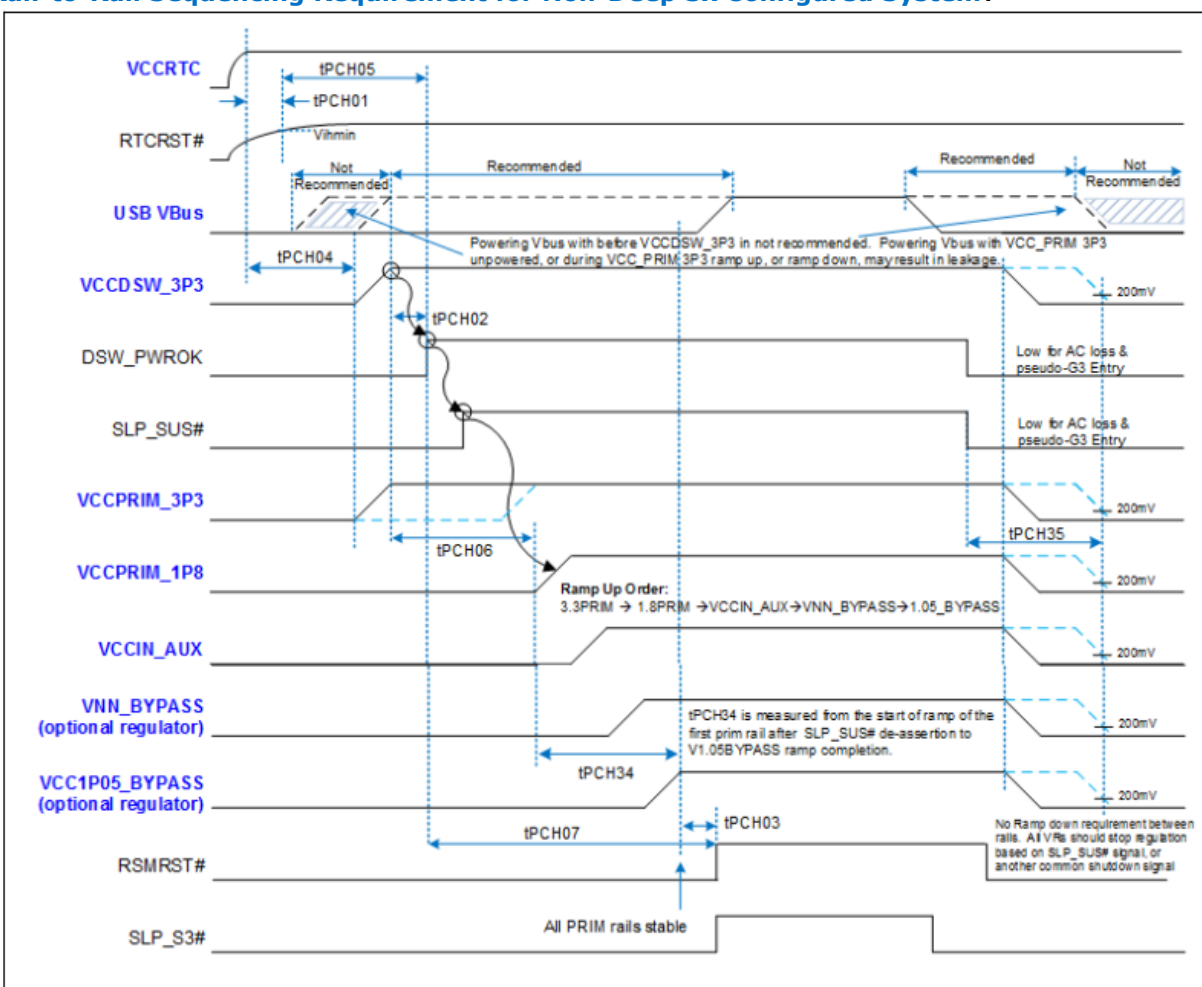 Rail-to-Rail Sequencing Requirement for Non-Deep Sx Configured System.
VCCRTC
tPCH05
tPCH01
RTCRST#
Vihmin
Not
Recommended
Recommended
Recommended
Not
Recommended
USB VBus
Powering Vbus with before VCCDSW_3P3 in not recommended. Powering Vbus with VCC_PRIM 3P3
unpowered, or during VCC_PRIM 3P3 ramp up, or ramp down, may result in leakage.
tPCH04
VCCDSW_3P3
200mV
tPCH02
DSW_PWROK
Low for AC loss &
pseudo-G3 Entry
SLP_SUS#
Low for AC loss &
pseudo-G3 Entry
VCCPRIM_3P3
200mV
tPCH35
tPCH06
VCCPRIM_1P8
200mV
Ramp Up Order:
3.3PRIM → 1.8PRIM →VCCIN_AUX→VNN_BYPASS→1.05_BYPASS
VCCIN_AUX
200mV
VNN_BYPASS
(optional regulator)
200mV
tPCH34 is measured from the start of ramp of the
first prim rail after SLP_SUS# de-assertion to
V1.05BYPASS ramp completion.
tPCH34
VCC1P05_BYPASS
(optional regulator)
200mV
tPCH07
tPCH03
No Ramp down requirement between
rails. All VRs should stop regulation
based on SLP_SUS# signal, or
another common shutdown signal
RSMRST#
All PRIM rails stable
SLP_S3#